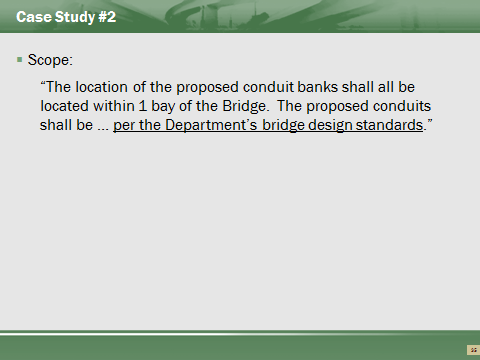 Case Study #2
Scope:
“The location of the proposed conduit banks shall all be
located within 1 bay of the Bridge. The proposed conduits
shall be ... per the Department’s bridge design standards.”